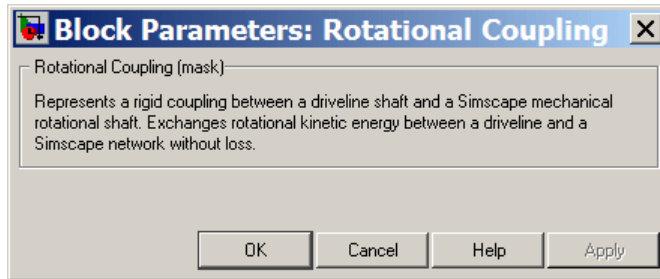 Block Parameters: Rotational Coupling
Rotational Coupling (mask)
Represents a rigid coupling between a driveline shaft and a Simscape mechanical
rotational shaft. Exchanges rotational kinetic energy between a driveline and a
Simscape network without loss.
OK Cancel Help Apply